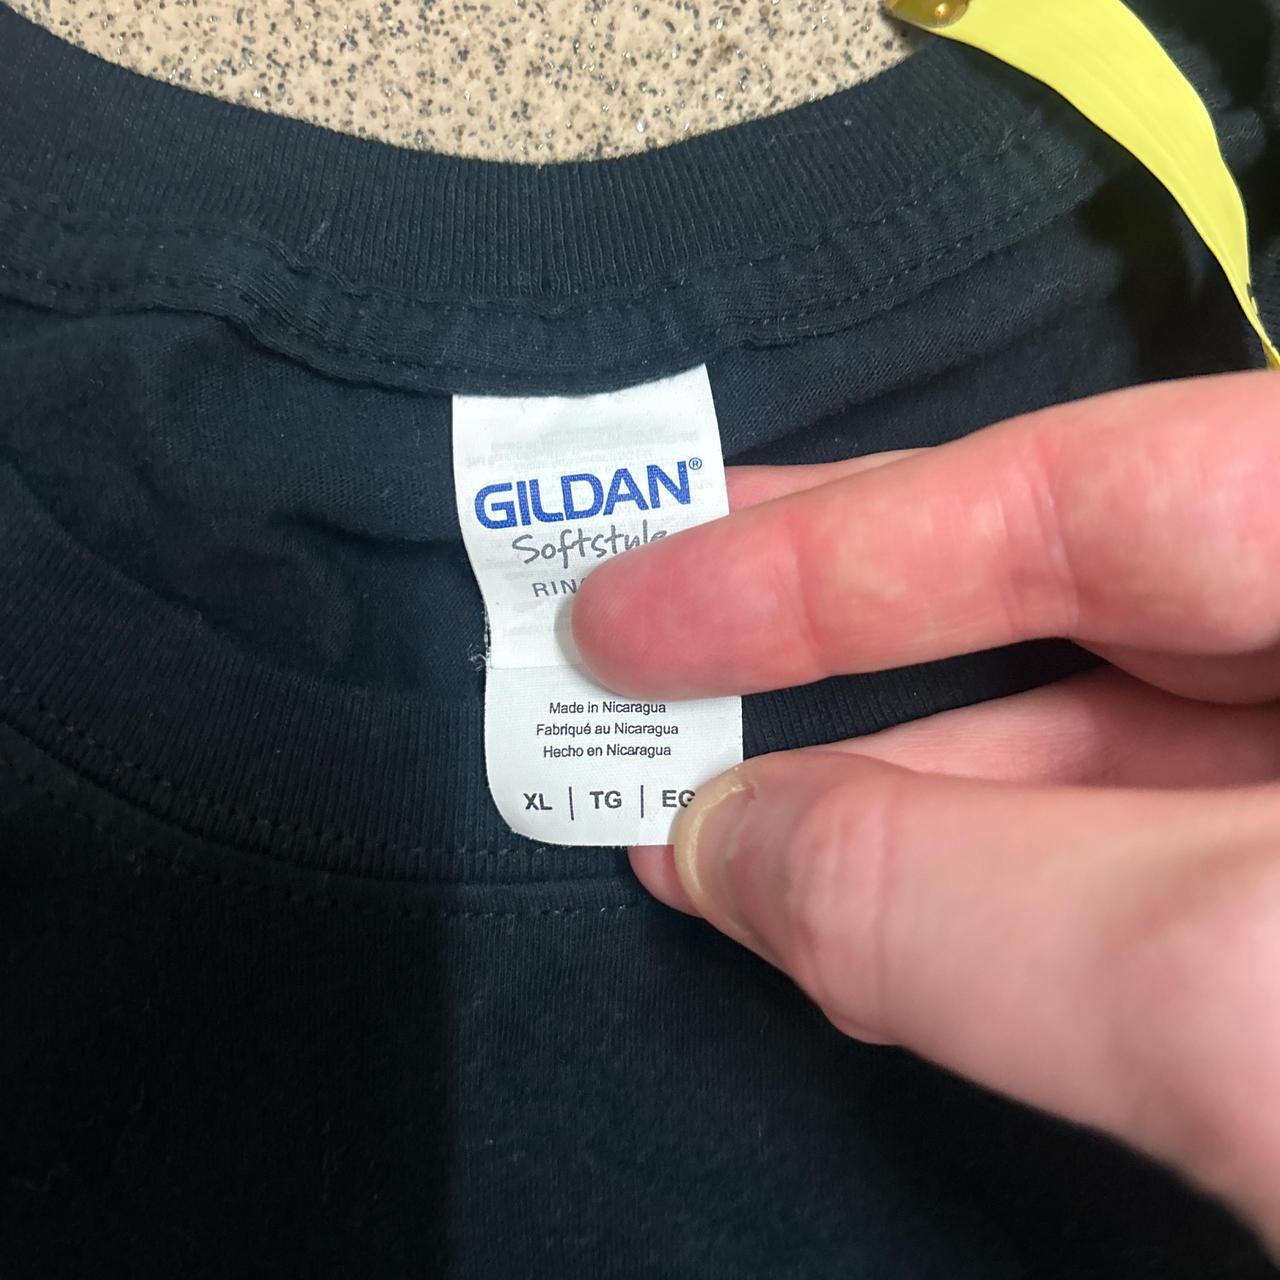 GILDAN®
Softstyle
RIN
Made in Nicaragua
Fabriqué au Nicaragua
Hecho en Nicaragua
XL | TG | EG